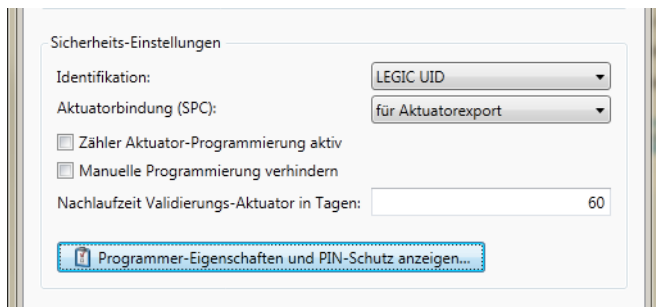 Sicherheits-Einstellungen
Identifikation: LEGIC UID
Aktuatorbindung (SPC): für Aktuatorexport
Zähler Aktuator-Programmierung aktiv
Manuelle Programmierung verhindern
Nachlaufzeit Validierungs-Aktuator in Tagen: 60
Programmer-Eigenschaften und PIN-Schutz anzeigen...